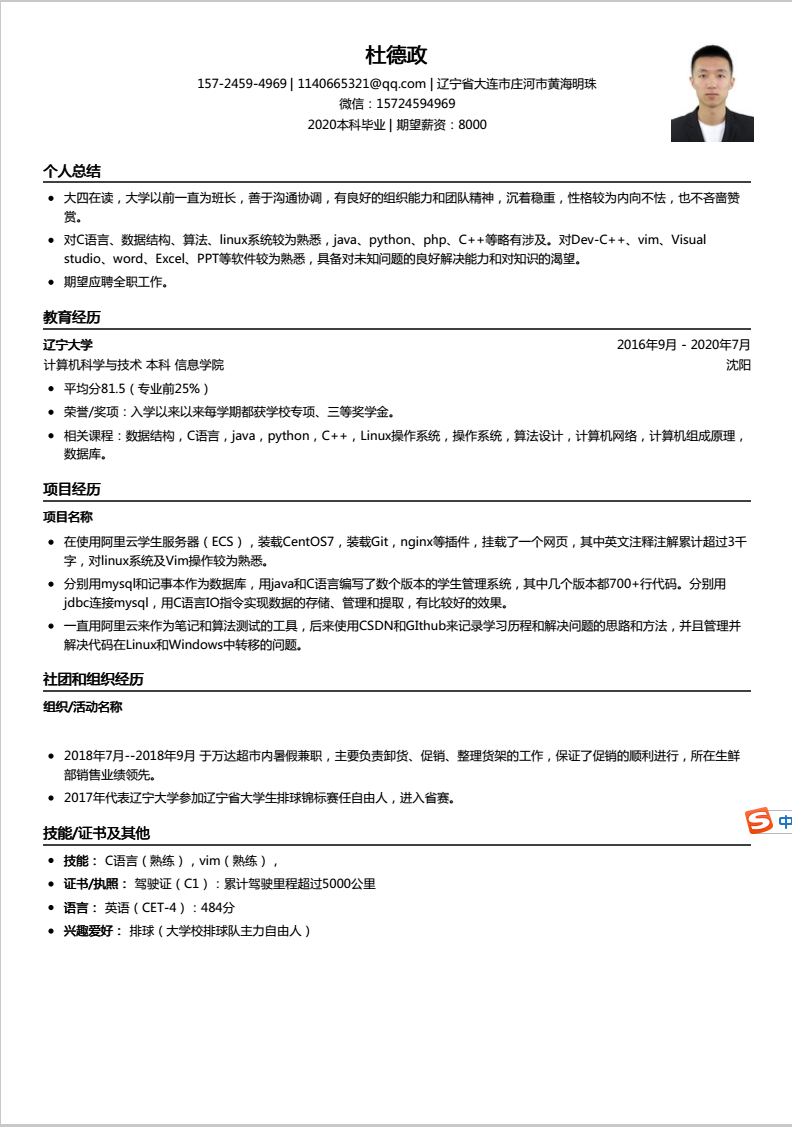 杜德政
157-2459-4969 | 1140665321@qq.com | 辽宁省大连市庄河市黄海明珠
微信：15724594969
2020本科毕业 | 期望薪资：8000
个人总结
大四在读，大学以前一直为班长，善于沟通协调，有良好的组织能力和团队精神，沉着稳重，性格较为内向不怯，也不吝啬赞
赏。
对C语言、数据结构、算法、linux系统较为熟悉，java、python、php、C++等略有涉及。对Dev-C++、vim、Visual
studio、word、Excel、PPT等软件较为熟悉，具备对未知问题的良好解决能力和对知识的渴望。
期望应聘全职工作。
教育经历
辽宁大学 2016年9月 - 2020年7月
计算机科学与技术 本科 信息学院 沈阳
平均分81.5（专业前25%）
荣誉/奖项：入学以来以来每学期都获学校专项、三等奖学金。
相关课程：数据结构，C语言，java，python，C++，Linux操作系统，操作系统，算法设计，计算机网络，计算机组成原理，
数据库。
项目经历
项目名称
在使用阿里云学生服务器（ECS），装载CentOS7，装载Git，nginx等插件，挂载了一个网页，其中英文注释注解累计超过3千
字，对linux系统及Vim操作较为熟悉。
分别用mysql和记事本作为数据库，用java和C语言编写了数个版本的学生管理系统，其中几个版本都700+行代码。分别用
jdbc连接mysql，用C语言IO指令实现数据的存储、管理和提取，有比较好的效果。
一直用阿里云来作为笔记和算法测试的工具，后来使用CSDN和GIthub来记录学习历程和解决问题的思路和方法，并且管理并
解决代码在Linux和Windows中转移的问题。
社团和组织经历
组织/活动名称
2018年7月--2018年9月 于万达超市内暑假兼职，主要负责卸货、促销、整理货架的工作，保证了促销的顺利进行，所在生鲜
部销售业绩领先。
2017年代表辽宁大学参加辽宁省大学生排球锦标赛任自由人，进入省赛。
S 中
技能/证书及其他
技能： C语言（熟练），vim（熟练），
证书/执照： 驾驶证（C1）：累计驾驶里程超过5000公里
语言： 英语（CET-4）：484分
兴趣爱好： 排球（大学校排球队主力自由人）